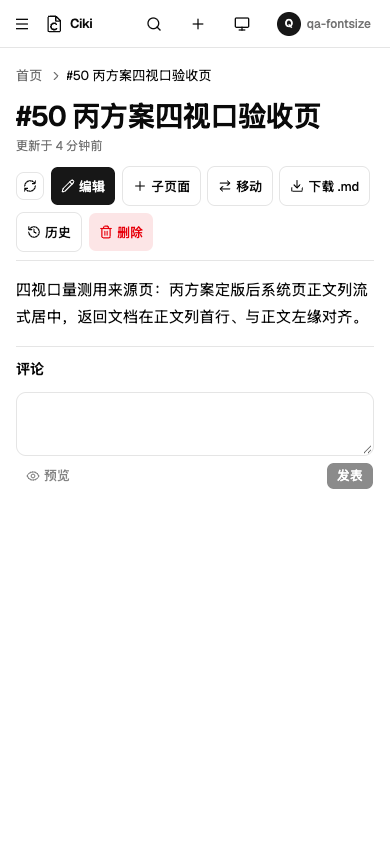 Ciki
Q qa-fontsize
首页 > #50 丙方案四视口验收页
#50 丙方案四视口验收页
更新于 4 分钟前
编辑 子页面 移动 下载 .md
历史 删除
四视口量测用来源页：丙方案定版后系统页正文列流
式居中，返回文档在正文列首行、与正文左缘对齐。
评论
预览 发表